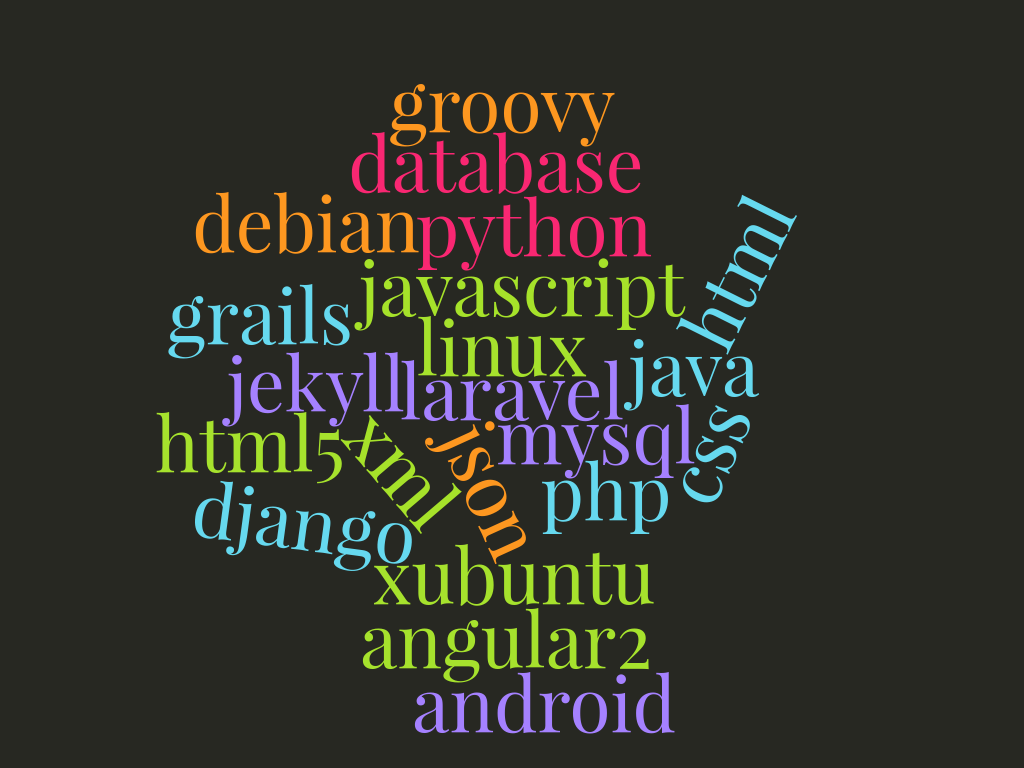 groovy
database
debian
python
html
javascript
grails
linux
java
jekyll
laravel
css
mysql
html5
xml
json
php
django
xubuntu
angular2
android